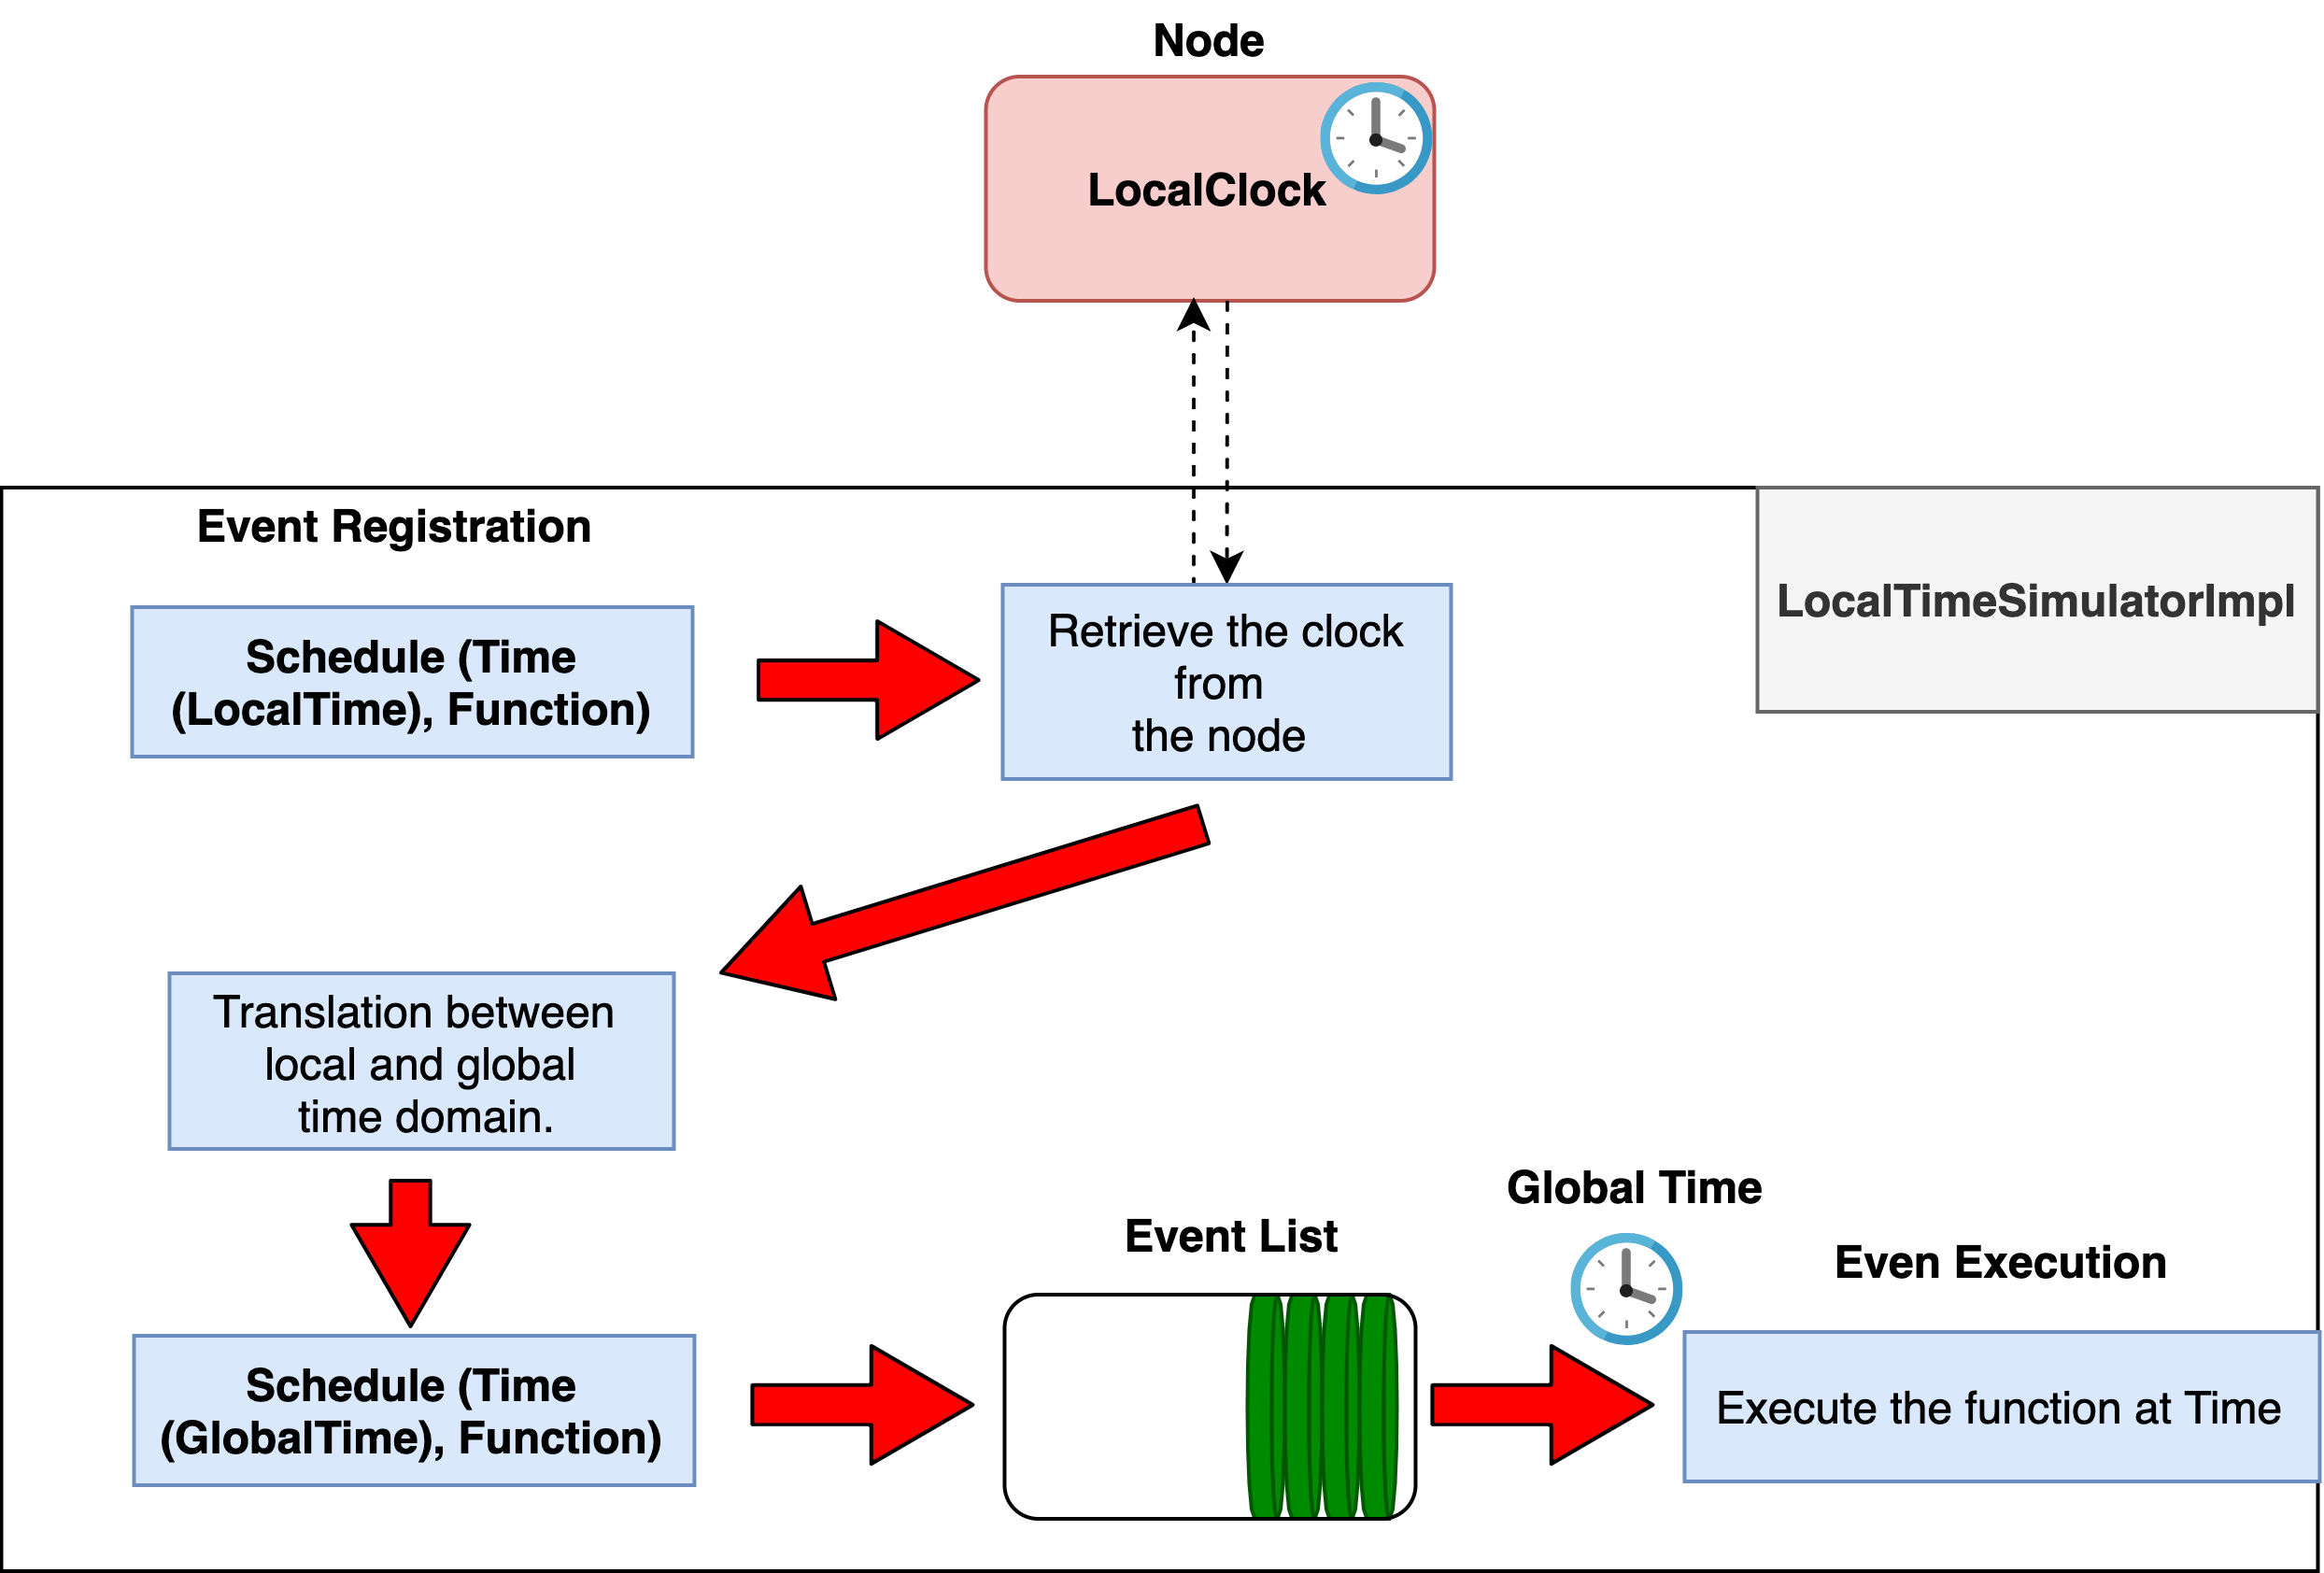 Node
LocalClock
Event Registration
LocalTimeSimulatorImpl
Schedule (Time
(LocalTime), Function)
Retrieve the clock
from
the node
Translation between
local and global
time domain.
Global Time
Event List
Even Execution
Schedule (Time
(GlobalTime), Function)
Execute the function at Time